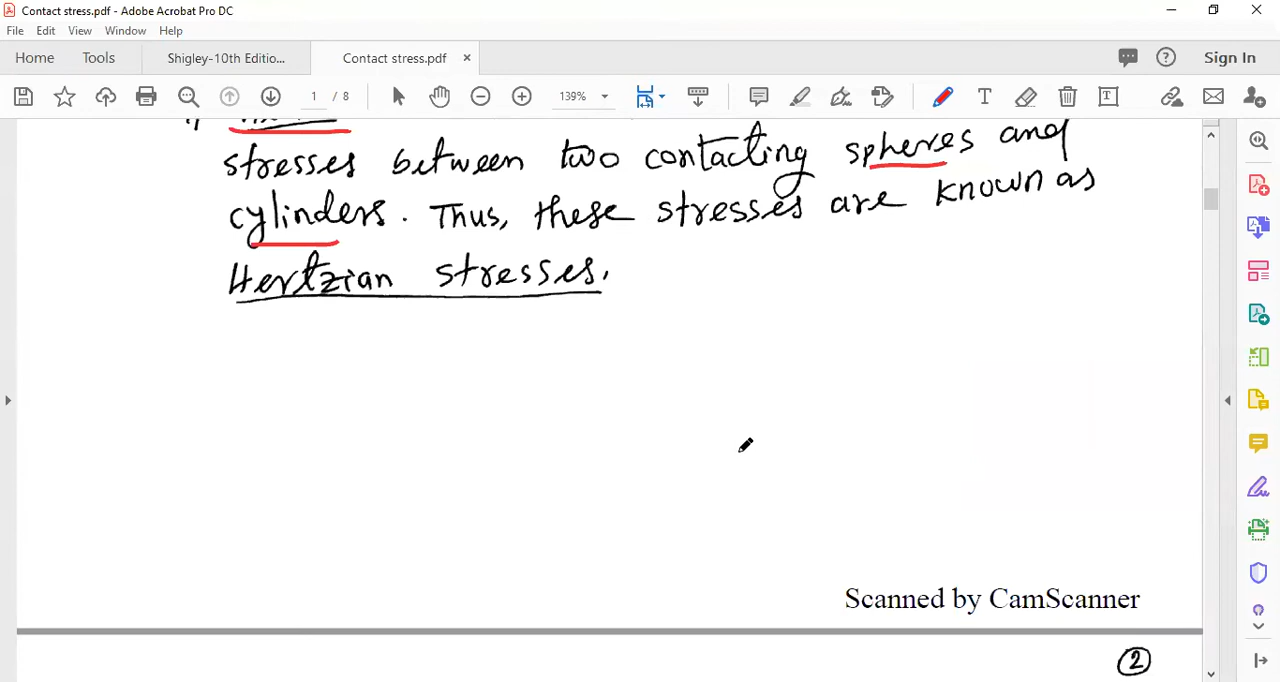 Contact stress.pdf - Adobe Acrobat Pro DC
File Edit View Window Help
Home Tools Shigley-10th Editio... Contact stress.pdf × Sign In
1 / 8 139%
stresses between two contacting spheres and
cylinders. Thus, these stresses are known as
Hertzian stresses.
Scanned by CamScanner
2